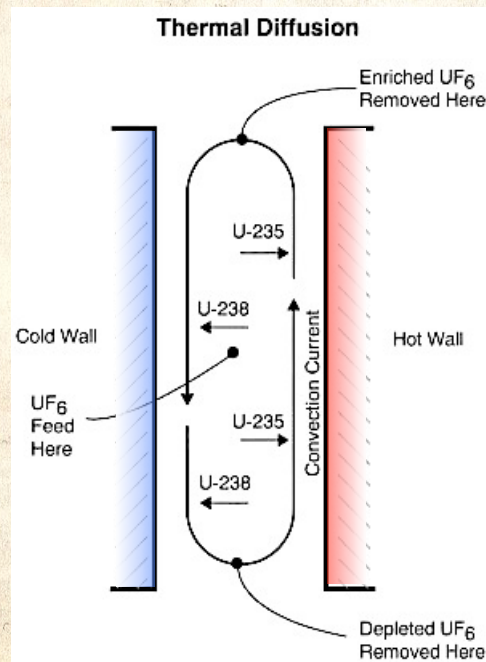 Thermal Diffusion
Enriched UF6
Removed Here
U-235
U-238
Cold Wall
Hot Wall
Convection Current
UF6
Feed
Here
U-235
U-238
Depleted UF6
Removed Here